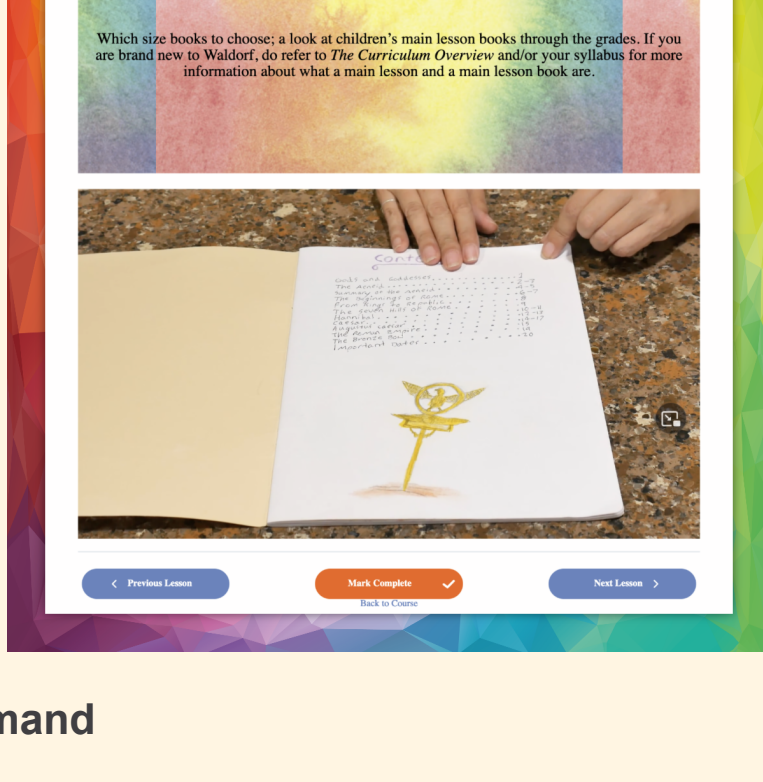 Which size books to choose; a look at children's main lesson books through the grades. If you
are brand new to Waldorf, do refer to The Curriculum Overview and/or your syllabus for more
information about what a main lesson and a main lesson book are.
Gods and Goddesses
The Aeneid
Summary of the Aeneid
The Beginnings of Rome
From Kings to Republic
The Seven Hills of Rome
Hannibal
Caesar
Augustus Caesar
The Roman Empire
The Bronze Bowl
Important Dates
Previous Lesson
Mark Complete
Next Lesson
Back to Course
mand